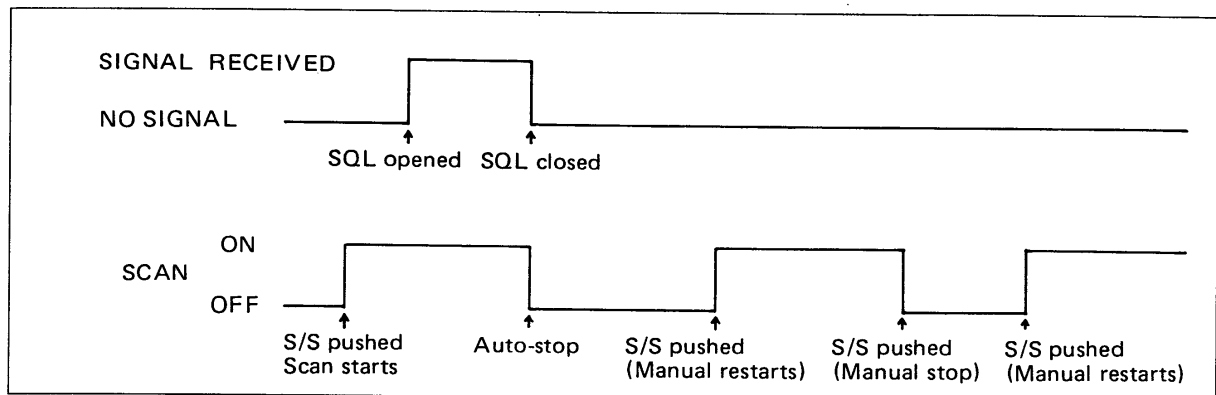 SIGNAL RECEIVED
NO SIGNAL
SQL opened
SQL closed
ON
SCAN
OFF
S/S pushed
Scan starts
Auto-stop
S/S pushed
(Manual restarts)
S/S pushed
(Manual stop)
S/S pushed
(Manual restarts)